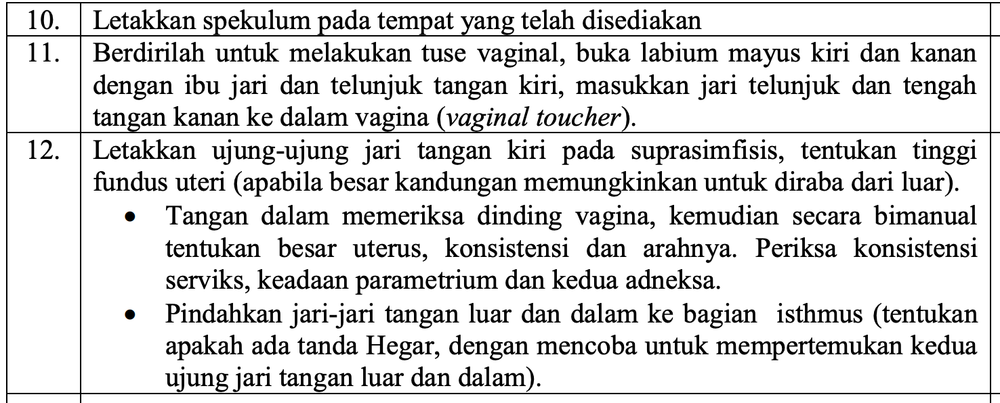 10. Letakkan spekulum pada tempat yang telah disediakan
11. Berdirilah untuk melakukan tuse vaginal, buka labium mayus kiri dan kanan
dengan ibu jari dan telunjuk tangan kiri, masukkan jari telunjuk dan tengah
tangan kanan ke dalam vagina (vaginal toucher).
12. Letakkan ujung-ujung jari tangan kiri pada suprasimfisis, tentukan tinggi
fundus uteri (apabila besar kandungan memungkinkan untuk diraba dari luar).
• Tangan dalam memeriksa dinding vagina, kemudian secara bimanual
tentukan besar uterus, konsistensi dan arahnya. Periksa konsistensi
serviks, keadaan parametrium dan kedua adneksa.
• Pindahkan jari-jari tangan luar dan dalam ke bagian isthmus (tentukan
apakah ada tanda Hegar, dengan mencoba untuk mempertemukan kedua
ujung jari tangan luar dan dalam).